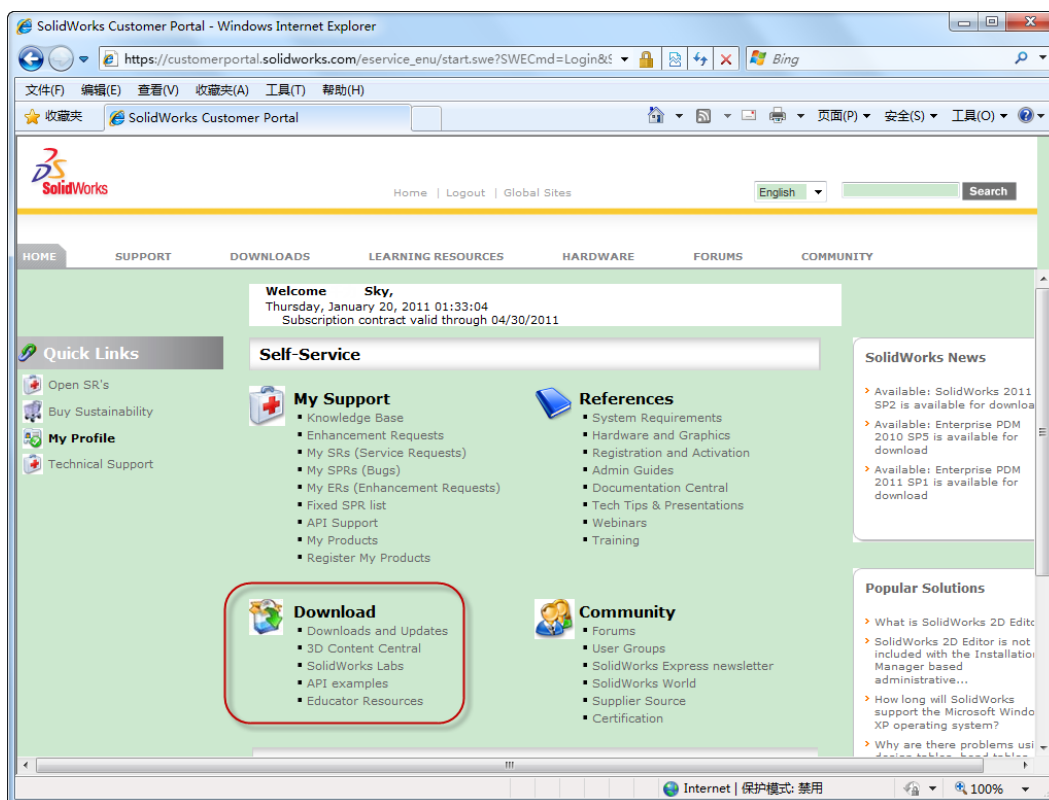 SolidWorks Customer Portal - Windows Internet Explorer
https://customerportal.solidworks.com/eservice_enu/start.swe?SWECmd=Login&S
Bing
文件(F) 编辑(E) 查看(V) 收藏夹(A) 工具(T) 帮助(H)
收藏夹 SolidWorks Customer Portal 页面(P) 安全(S) 工具(O)
DS
SolidWorks
Home | Logout | Global Sites
English
Search
HOME SUPPORT DOWNLOADS LEARNING RESOURCES HARDWARE FORUMS COMMUNITY
Welcome Sky,
Thursday, January 20, 2011 01:33:04
Subscription contract valid through 04/30/2011
Quick Links
Open SR's
Buy Sustainability
My Profile
Technical Support
Self-Service
My Support
Knowledge Base
Enhancement Requests
My SRs (Service Requests)
My SPRs (Bugs)
My ERs (Enhancement Requests)
Fixed SPR list
API Support
My Products
Register My Products
References
System Requirements
Hardware and Graphics
Registration and Activation
Admin Guides
Documentation Central
Tech Tips & Presentations
Webinars
Training
Download
Downloads and Updates
3D Content Central
SolidWorks Labs
API examples
Educator Resources
Community
Forums
User Groups
SolidWorks Express newsletter
SolidWorks World
Supplier Source
Certification
SolidWorks News
Available: SolidWorks 2011
SP2 is available for downloa
Available: Enterprise PDM
2010 SP5 is available for
download
Available: Enterprise PDM
2011 SP1 is available for
download
Popular Solutions
What is SolidWorks 2D Edito
SolidWorks 2D Editor is not
included with the Installation
Manager based
administrative...
How long will SolidWorks
support the Microsoft Windo
XP operating system?
Why are there problems usi
Internet | 保护模式: 禁用
100%